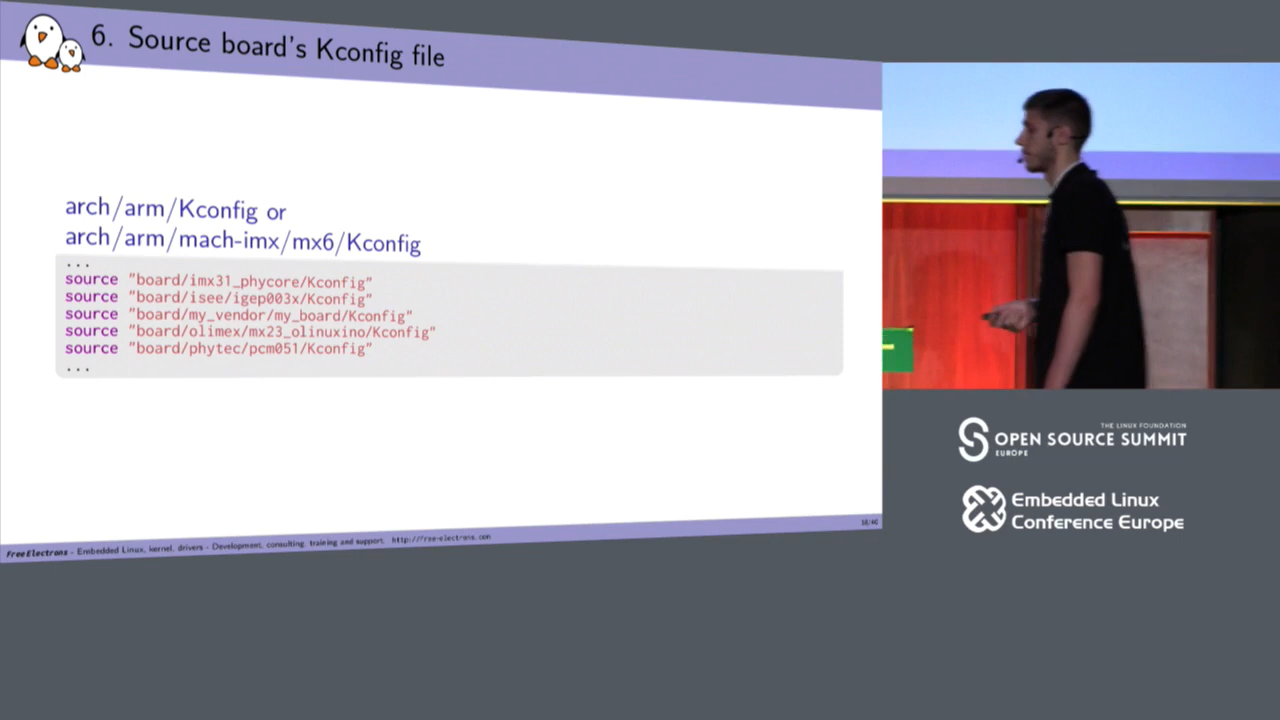 6. Source board's Kconfig file
arch/arm/Kconfig or
arch/arm/mach-imx/mx6/Kconfig
...
source "board/imx31_phycore/Kconfig"
source "board/isee/igep003x/Kconfig"
source "board/my_vendor/my_board/Kconfig"
source "board/olimex/mx23_olinuxino/Kconfig"
source "board/phytec/pcm051/Kconfig"
...
Free Electrons - Embedded Linux, kernel, drivers - Development, consulting, training and support. http://free-electrons.com
THE LINUX FOUNDATION
OPEN SOURCE SUMMIT
EUROPE
Embedded Linux
Conference Europe